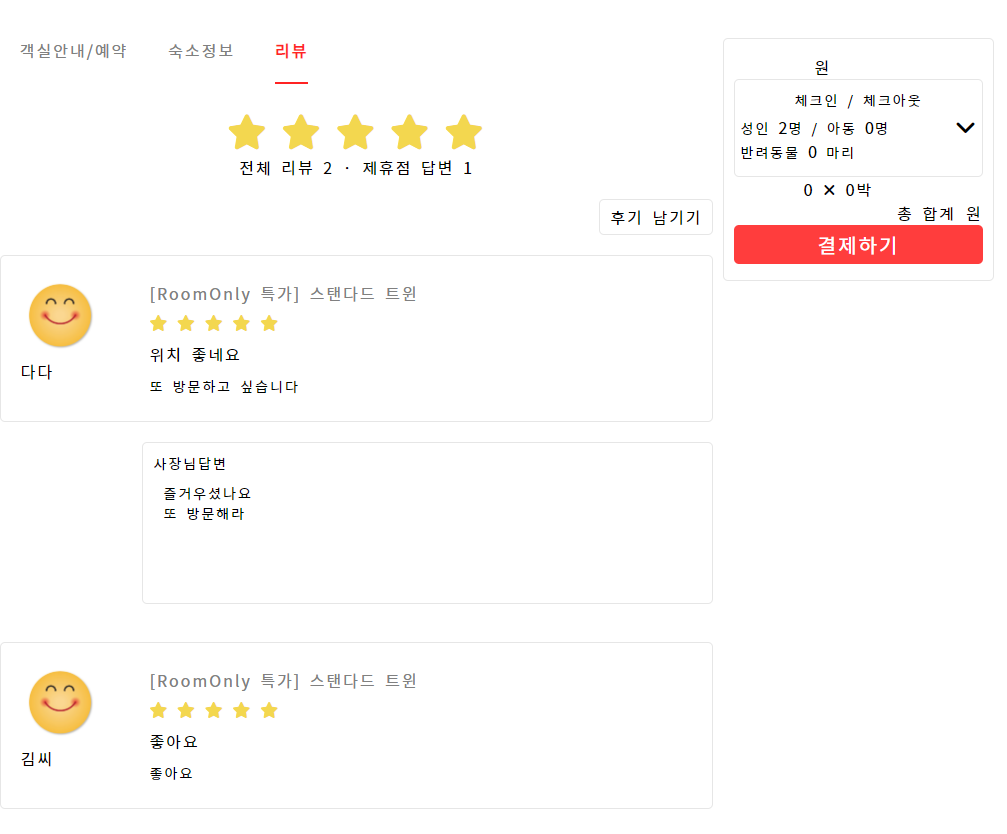 객실안내/예약 숙소정보 리뷰
전체 리뷰 2 · 제휴점 답변 1
후기 남기기
[RoomOnly 특가] 스탠다드 트윈
위치 좋네요
또 방문하고 싶습니다
다다
사장님답변
즐거우셨나요
또 방문해라
[RoomOnly 특가] 스탠다드 트윈
좋아요
좋아요
김씨
원
체크인 / 체크아웃
성인 2명 / 아동 0명
반려동물 0 마리
0 ✕ 0박
총 합계 원
결제하기